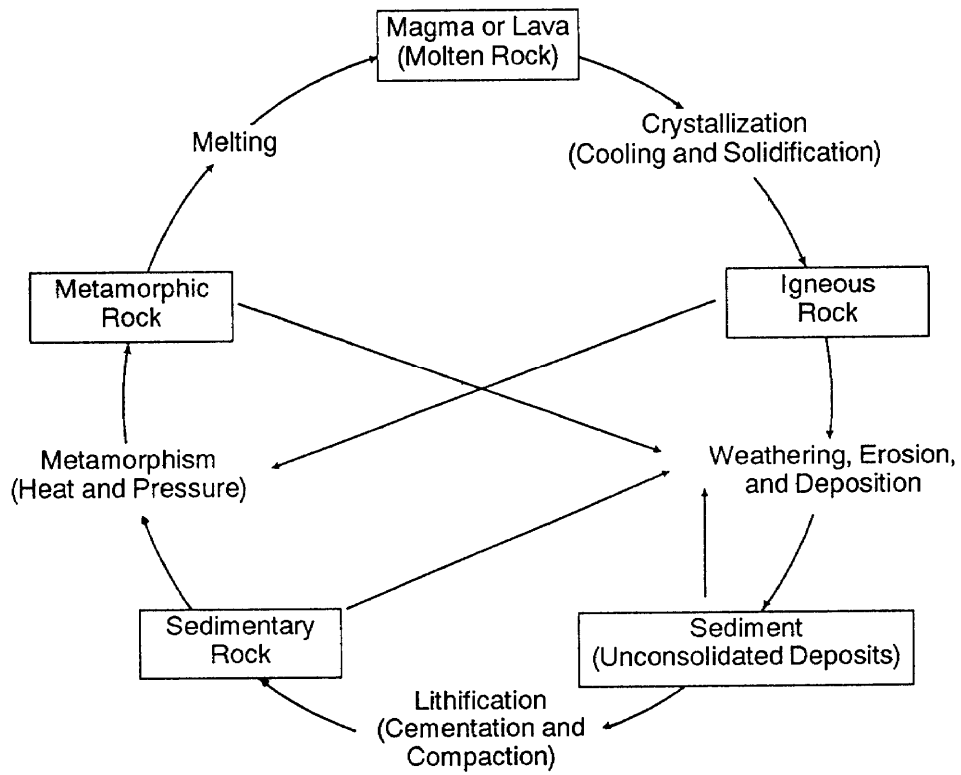 Magma or Lava
(Molten Rock)
Crystallization
(Cooling and Solidification)
Melting
Metamorphic
Rock
Igneous
Rock
Metamorphism
(Heat and Pressure)
Weathering, Erosion,
and Deposition
Sedimentary
Rock
Sediment
(Unconsolidated Deposits)
Lithification
(Cementation and
Compaction)